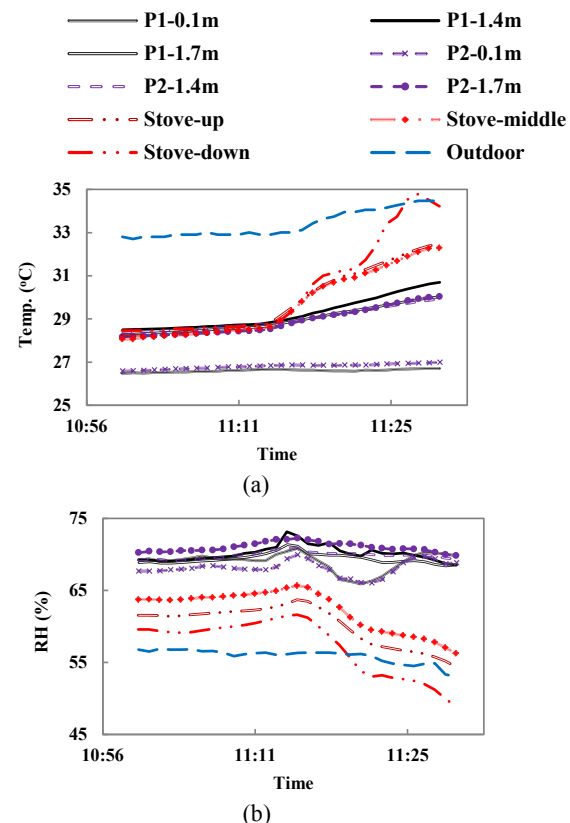 P1-0.1m P1-1.4m
P1-1.7m P2-0.1m
P2-1.4m P2-1.7m
Stove-up Stove-middle
Stove-down Outdoor
35
33
31
29
27
25
Temp. (°C)
10:56 11:11 11:25
Time
(a)
75
65
55
45
RH (%)
10:56 11:11 11:25
Time
(b)